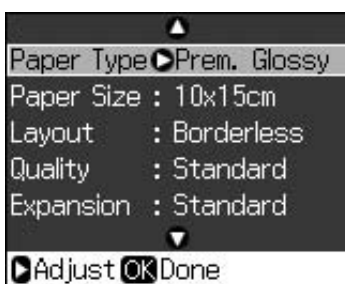 Paper Type Prem. Glossy
Paper Size : 10x15cm
Layout : Borderless
Quality : Standard
Expansion : Standard
Adjust OK Done